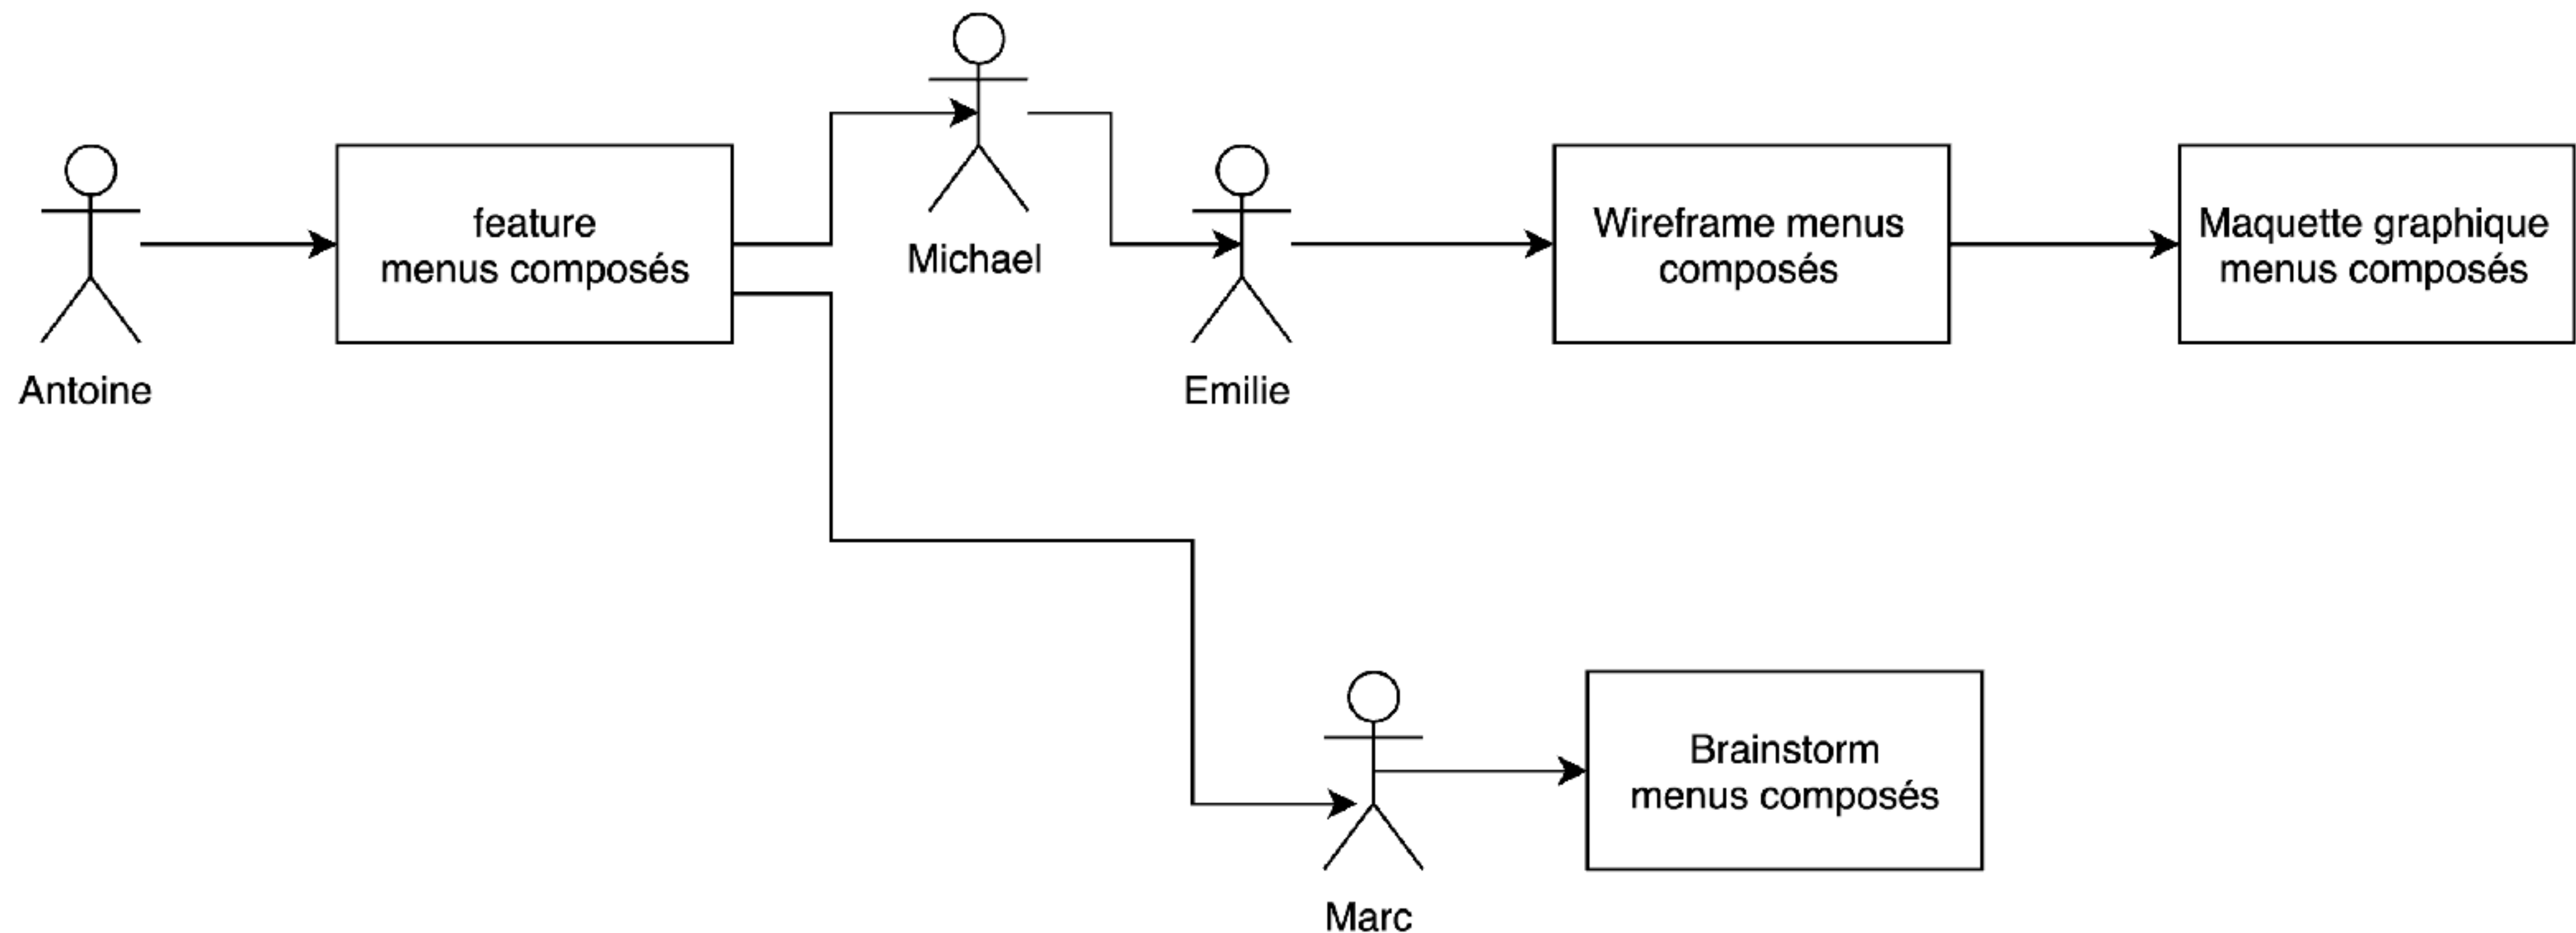 Antoine
feature
menus composés
Michael
Emilie
Wireframe menus
composés
Maquette graphique
menus composés
Marc
Brainstorm
menus composés